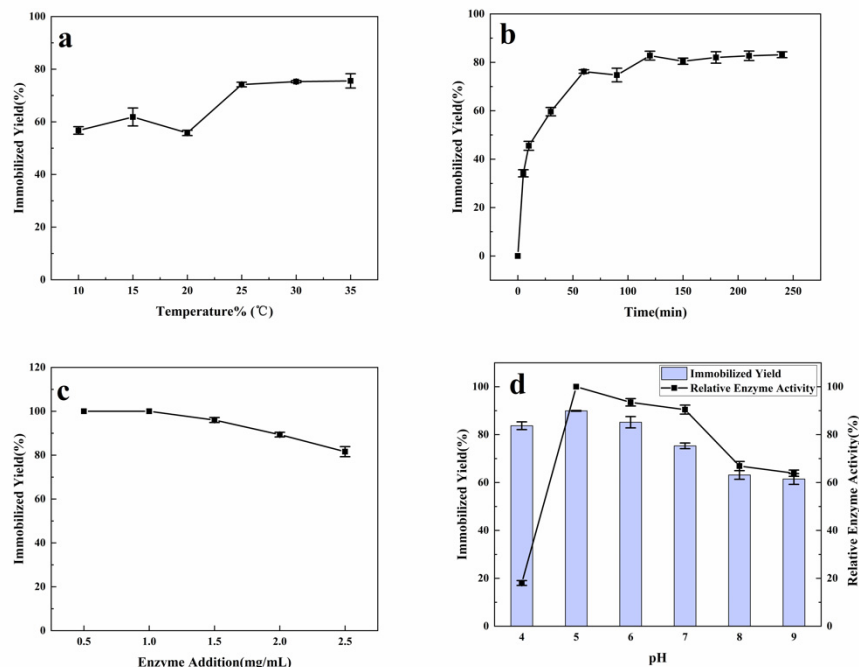 a
100
80
60
40
20
0
Immobilized Yield(%)
10 15 20 25 30 35
Temperature% (℃)
b
100
80
60
40
20
0
Immobilized Yield(%)
0 50 100 150 200 250
Time(min)
c
120
100
80
60
40
20
0
Immobilized Yield(%)
0.5 1.0 1.5 2.0 2.5
Enzyme Addition(mg/mL)
d
Immobilized Yield
Relative Enzyme Activity
100
80
60
40
20
0
Immobilized Yield(%)
100
80
60
40
20
0
Relative Enzyme Activity(%)
4 5 6 7 8 9
pH